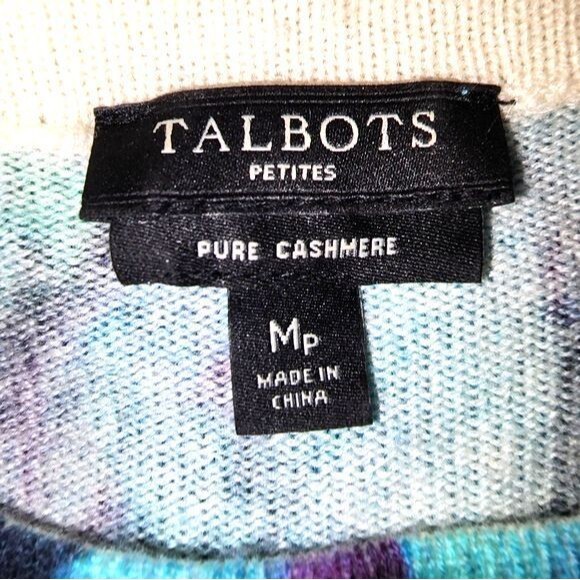 TALBOTS
PETITES
PURE CASHMERE
MP
MADE IN
CHINA